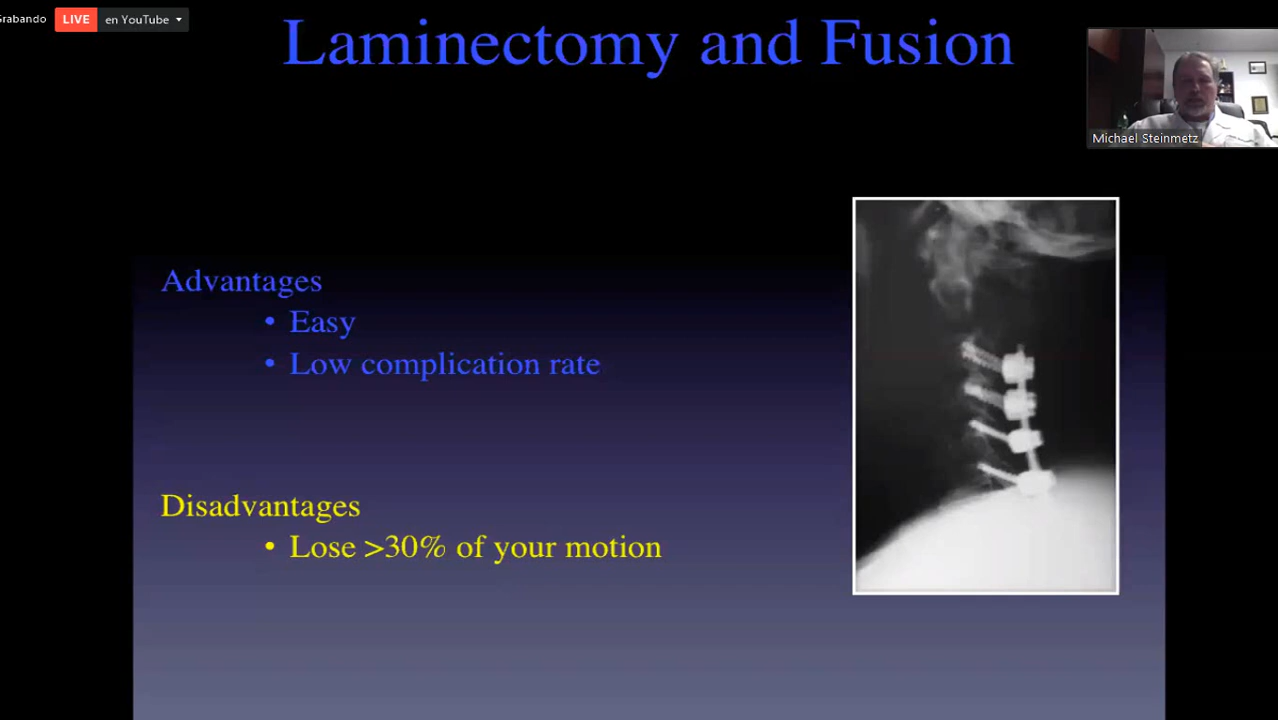 Grabando LIVE en YouTube
Laminectomy and Fusion
Michael Steinmetz
Advantages
• Easy
• Low complication rate
Disadvantages
• Lose >30% of your motion